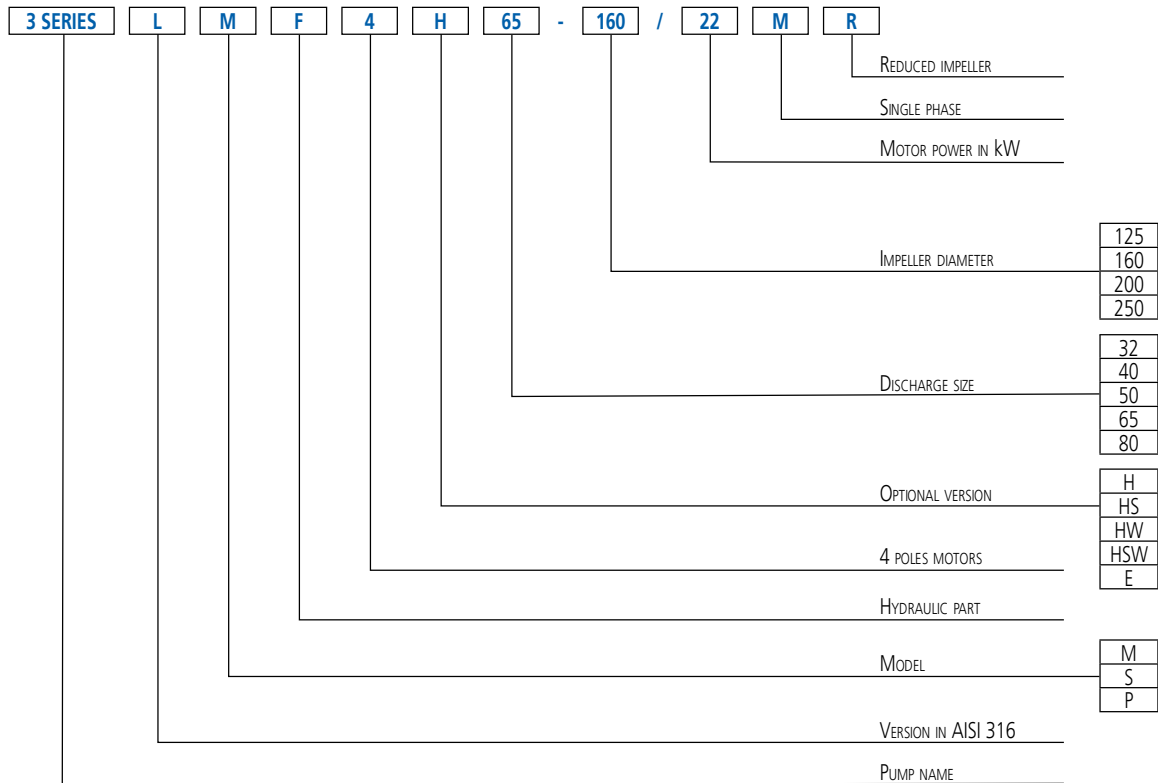 3 SERIES L M F 4 H 65 - 160 / 22 M R
Reduced impeller
Single phase
Motor power in kW
125
Impeller diameter
160
200
250
32
40
Discharge size
50
65
80
H
Optional version
HS
HW
4 poles motors
HSW
E
Hydraulic part
M
Model
S
P
Version in AISI 316
Pump name